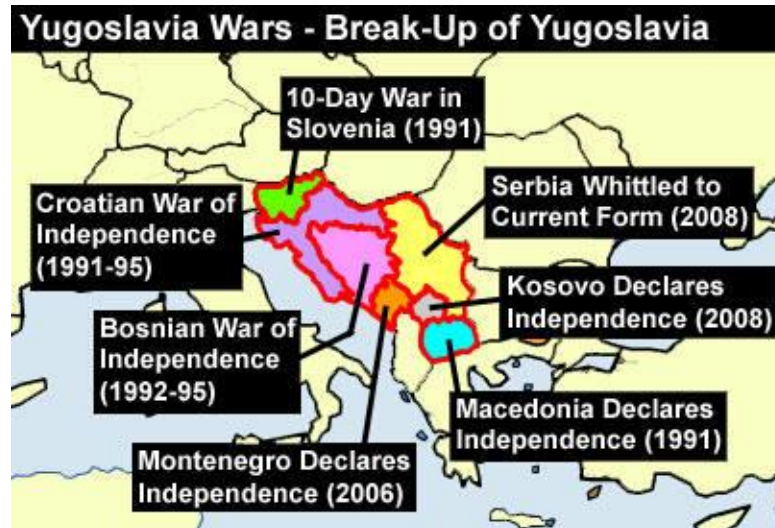 Yugoslavia Wars - Break-Up of Yugoslavia
10-Day War in
Slovenia (1991)
Croatian War of
Independence
(1991-95)
Serbia Whittled to
Current Form (2008)
Kosovo Declares
Independence (2008)
Bosnian War of
Independence
(1992-95)
Macedonia Declares
Independence (1991)
Montenegro Declares
Independence (2006)